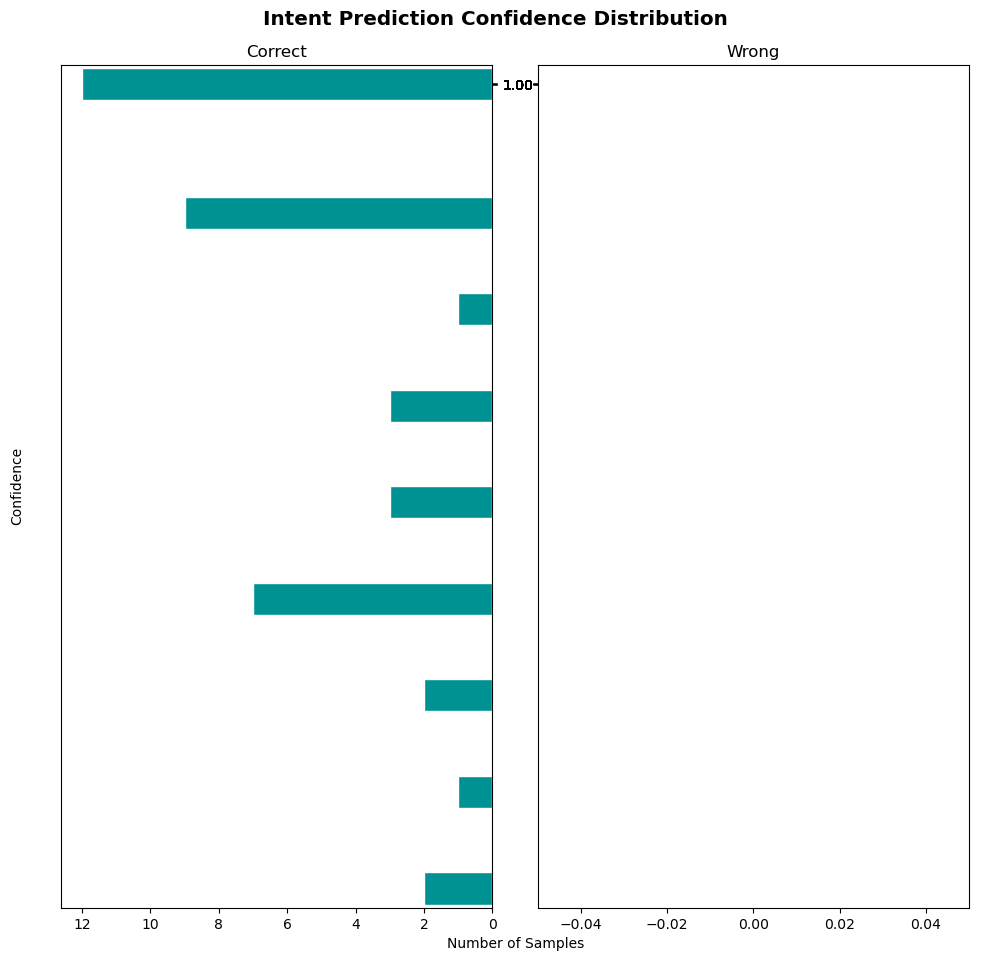 Intent Prediction Confidence Distribution
Correct
Wrong
1.00
Confidence
12 10 8 6 4 2 0
−0.04 −0.02 0.00 0.02 0.04
Number of Samples